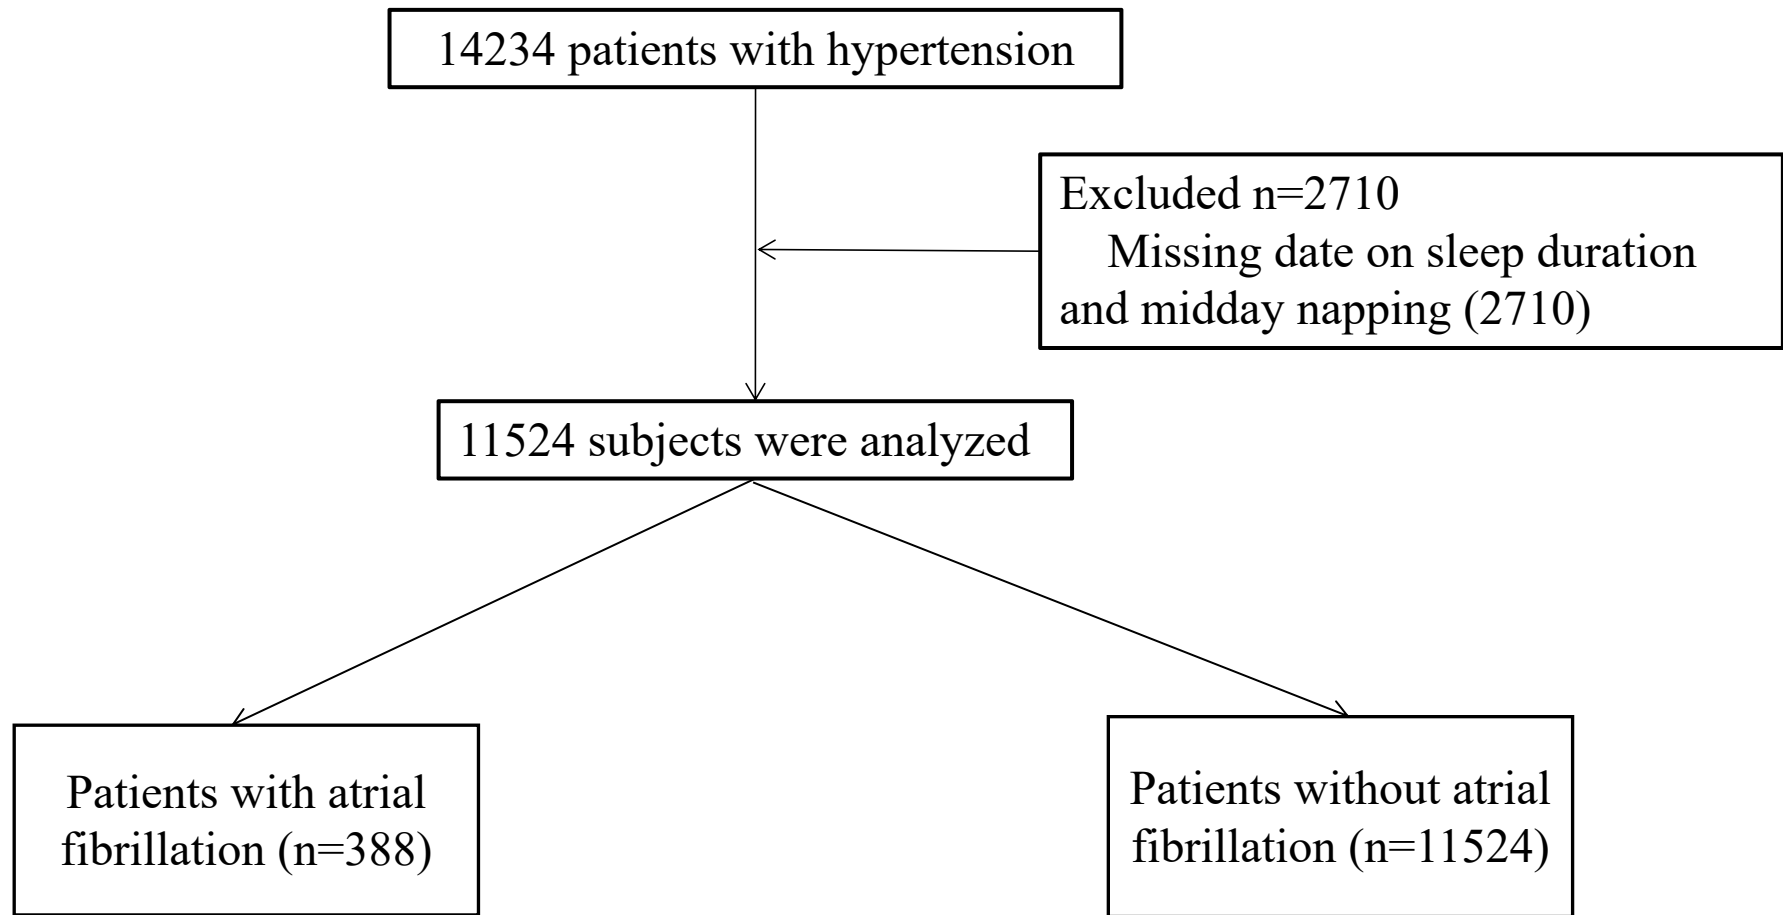 14234 patients with hypertension
Excluded n=2710
Missing date on sleep duration
and midday napping (2710)
11524 subjects were analyzed
Patients with atrial
fibrillation (n=388)
Patients without atrial
fibrillation (n=11524)